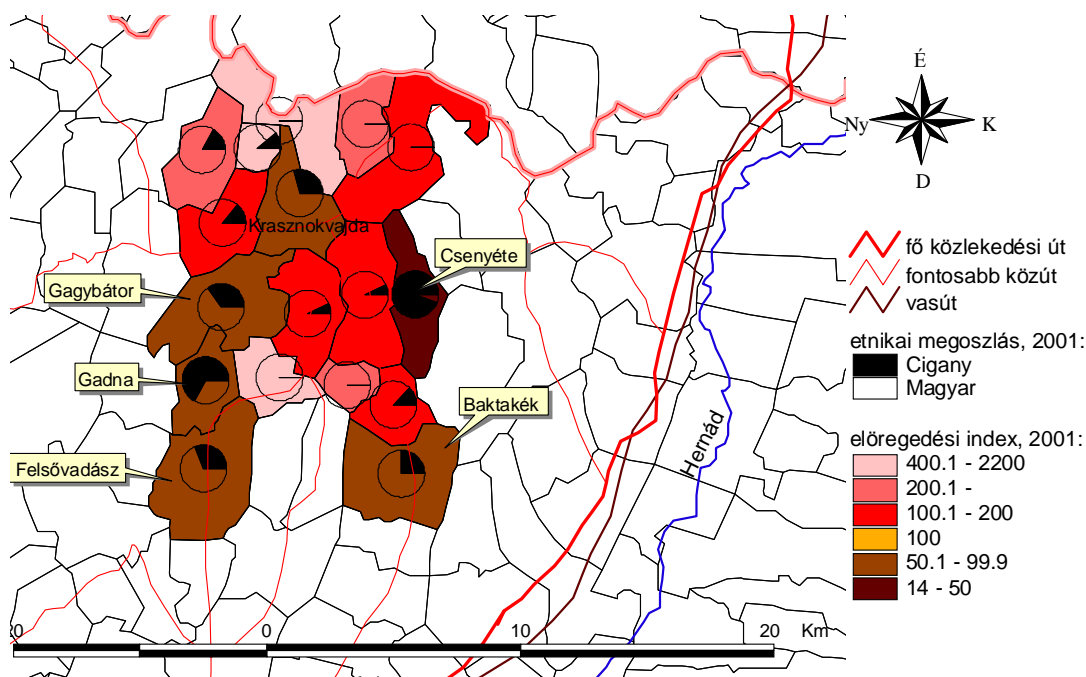 É
Ny
K
D
Krasznokvajda
Csenyéte
Gagybátor
Gadna
Baktakék
Felsővadász
Hernád
fő közlekedési út
fontosabb közút
vasút
etnikai megoszlás, 2001:
Cigany
Magyar
elöregedési index, 2001:
400.1 - 2200
200.1 -
100.1 - 200
100
50.1 - 99.9
14 - 50
20 0 10 20 Km